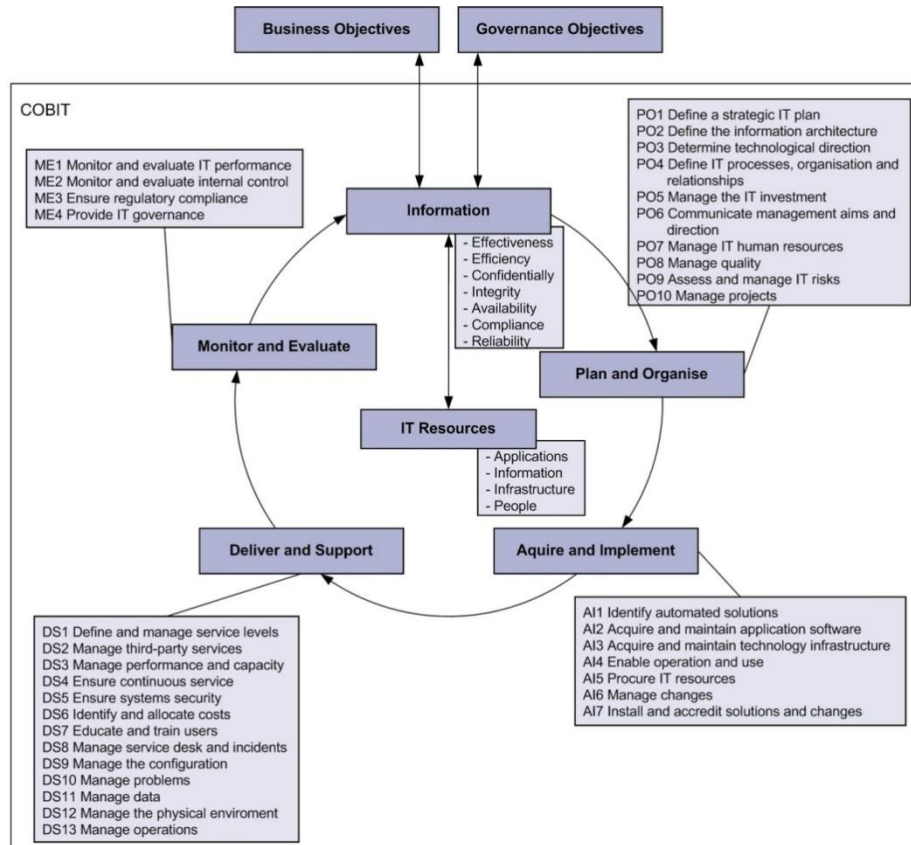 Business Objectives
Governance Objectives
COBIT
PO1 Define a strategic IT plan
PO2 Define the information architecture
PO3 Determine technological direction
PO4 Define IT processes, organisation and
relationships
PO5 Manage the IT investment
PO6 Communicate management aims and
direction
PO7 Manage IT human resources
PO8 Manage quality
PO9 Assess and manage IT risks
PO10 Manage projects
ME1 Monitor and evaluate IT performance
ME2 Monitor and evaluate internal control
ME3 Ensure regulatory compliance
ME4 Provide IT governance
Information
- Effectiveness
- Efficiency
- Confidentially
- Integrity
- Availability
- Compliance
- Reliability
Monitor and Evaluate
Plan and Organise
IT Resources
- Applications
- Information
- Infrastructure
- People
Deliver and Support
Aquire and Implement
DS1 Define and manage service levels
DS2 Manage third-party services
DS3 Manage performance and capacity
DS4 Ensure continuous service
DS5 Ensure systems security
DS6 Identify and allocate costs
DS7 Educate and train users
DS8 Manage service desk and incidents
DS9 Manage the configuration
DS10 Manage problems
DS11 Manage data
DS12 Manage the physical enviroment
DS13 Manage operations
AI1 Identify automated solutions
AI2 Acquire and maintain application software
AI3 Acquire and maintain technology infrastructure
AI4 Enable operation and use
AI5 Procure IT resources
AI6 Manage changes
AI7 Install and accredit solutions and changes